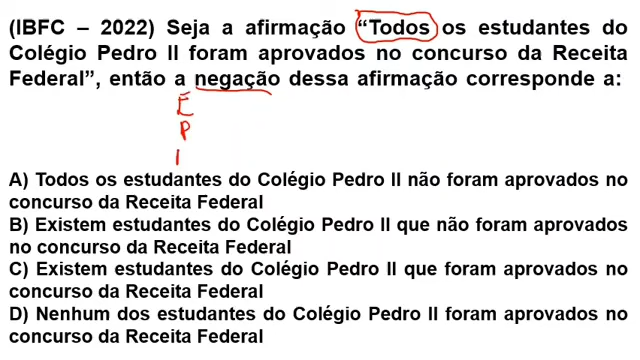 (IBFC – 2022) Seja a afirmação “Todos os estudantes do
Colégio Pedro II foram aprovados no concurso da Receita
Federal”, então a negação dessa afirmação corresponde a:
E
P
I
A) Todos os estudantes do Colégio Pedro II não foram aprovados no
concurso da Receita Federal
B) Existem estudantes do Colégio Pedro II que não foram aprovados
no concurso da Receita Federal
C) Existem estudantes do Colégio Pedro II que foram aprovados no
concurso da Receita Federal
D) Nenhum dos estudantes do Colégio Pedro II foram aprovados no
concurso da Receita Federal